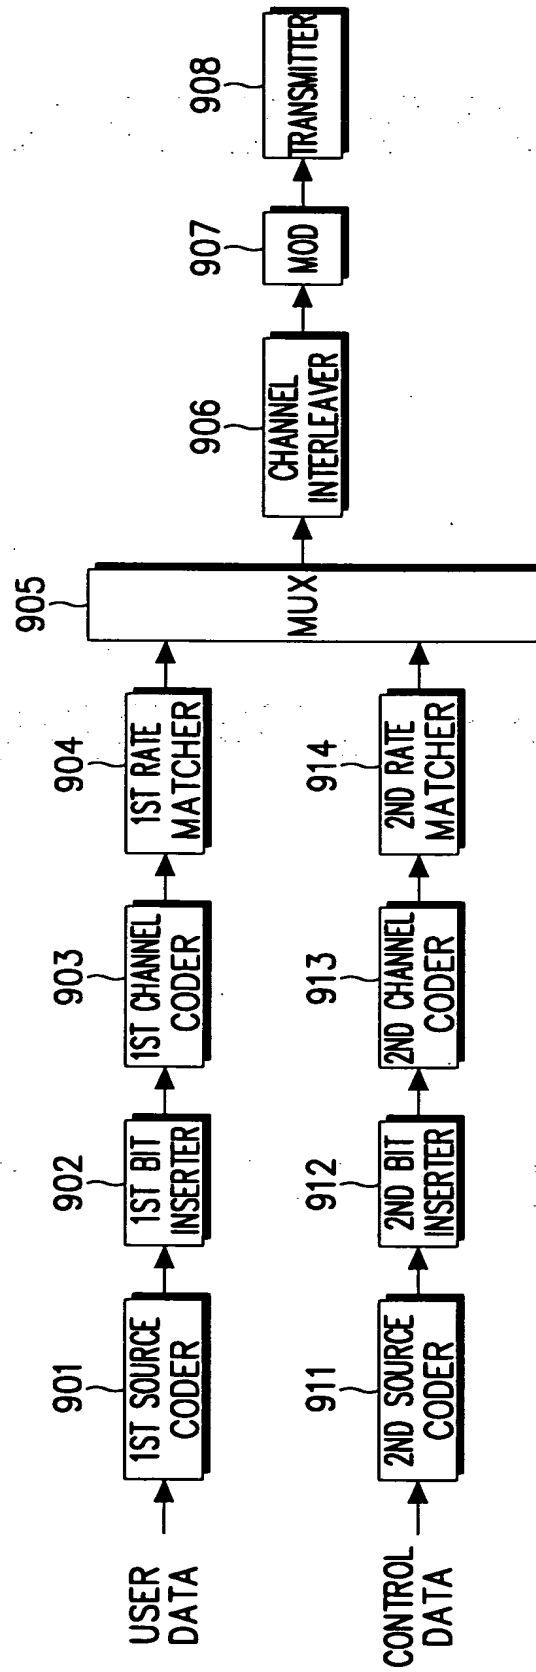 USER
DATA
901
1ST SOURCE
CODER
902
1ST BIT
INSERTER
903
1ST CHANNEL
CODER
904
1ST RATE
MATCHER
CONTROL
DATA
911
2ND SOURCE
CODER
912
2ND BIT
INSERTER
913
2ND CHANNEL
CODER
914
2ND RATE
MATCHER
905
MUX
906
CHANNEL
INTERLEAVER
907
MOD
908
TRANSMITTER